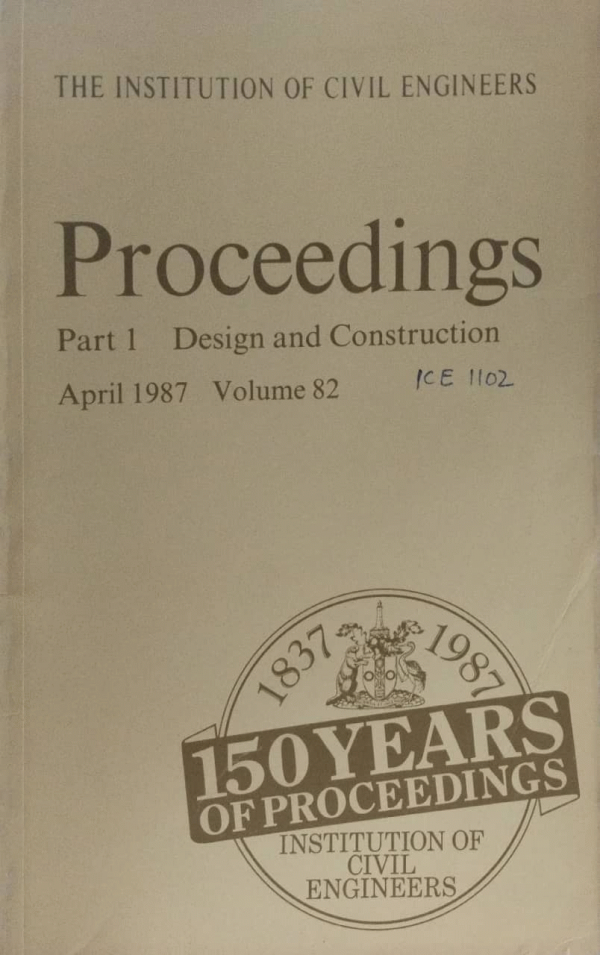 THE INSTITUTION OF CIVIL ENGINEERS
Proceedings
Part 1 Design and Construction
April 1987 Volume 82
ICE 1102
1837 1987
150 YEARS
OF PROCEEDINGS
INSTITUTION OF
CIVIL
ENGINEERS